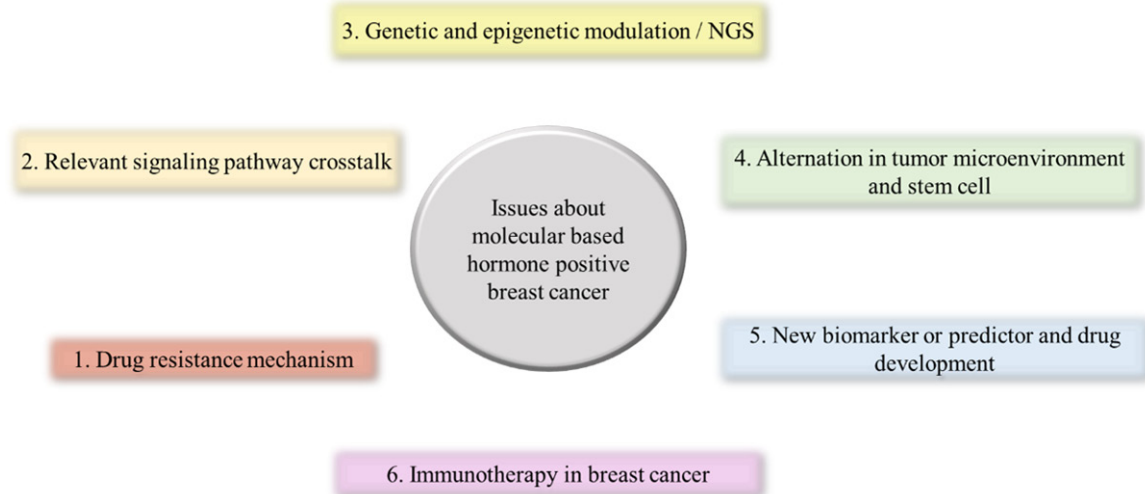 3. Genetic and epigenetic modulation / NGS
2. Relevant signaling pathway crosstalk
4. Alternation in tumor microenvironment
and stem cell
Issues about
molecular based
hormone positive
breast cancer
1. Drug resistance mechanism
5. New biomarker or predictor and drug
development
6. Immunotherapy in breast cancer